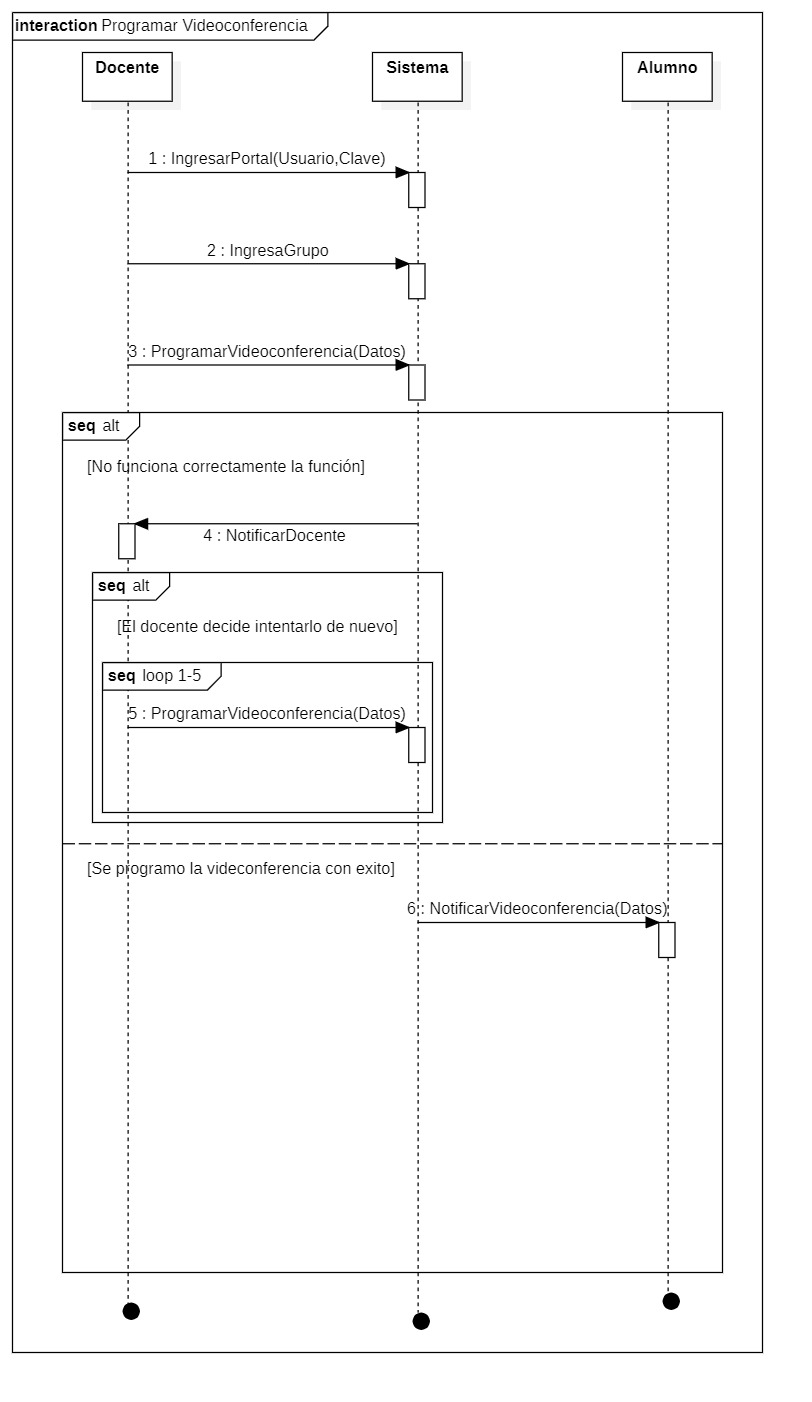 interaction Programar Videoconferencia
Docente
Sistema
Alumno
1 : IngresarPortal(Usuario,Clave)
2 : IngresaGrupo
3 : ProgramarVideoconferencia(Datos)
seq alt
[No funciona correctamente la función]
4 : NotificarDocente
seq alt
[El docente decide intentarlo de nuevo]
seq loop 1-5
5 : ProgramarVideoconferencia(Datos)
[Se programo la videconferencia con exito]
6 : NotificarVideoconferencia(Datos)